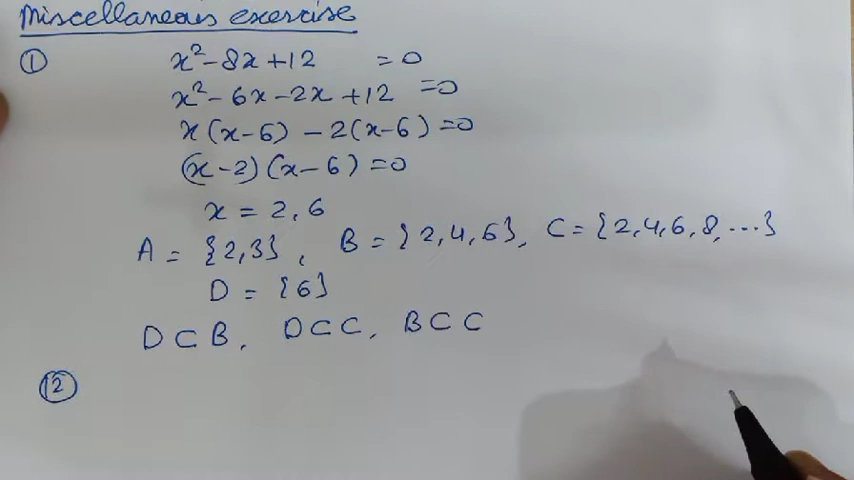 Miscellaneous exercise
① x² - 8x + 12 = 0
x² - 6x - 2x + 12 = 0
x(x-6) - 2(x-6) = 0
(x-2)(x-6) = 0
x = 2, 6
A = {2,3}, B = {2,4,6}, C = {2,4,6,8,...}
D = {6}
D ⊂ B, D ⊂ C, B ⊂ C
⑫